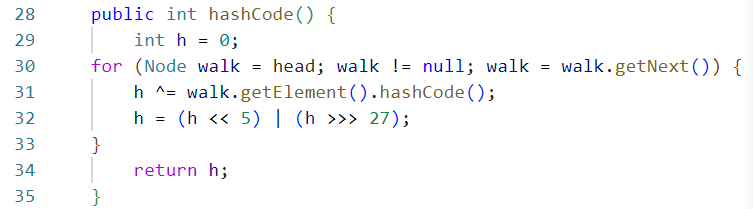 28 public int hashCode() {
29 int h = 0;
30 for (Node walk = head; walk != null; walk = walk.getNext()) {
31 h ^= walk.getElement().hashCode();
32 h = (h << 5) | (h >>> 27);
33 }
34 return h;
35 }